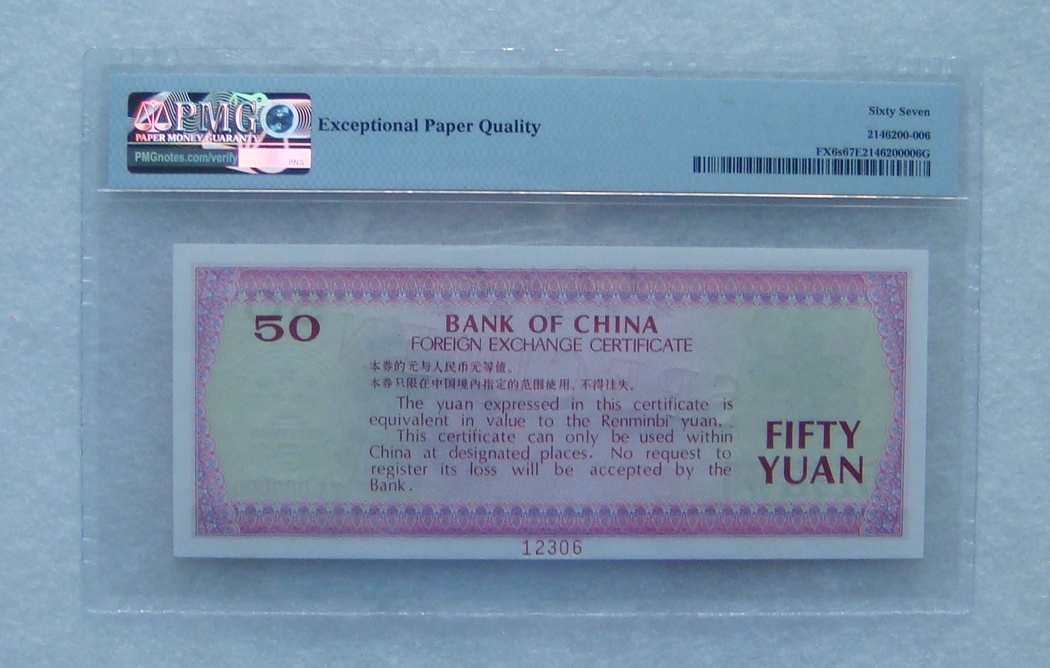 PMG
PAPER MONEY GUARANTY
PMGnotes.com/verify
Exceptional Paper Quality
Sixty Seven
2146200-006
FX6s67E2146200006G
50
BANK OF CHINA
FOREIGN EXCHANGE CERTIFICATE
本券的元与人民币元等值。
本券只限在中国境内指定的范围使用，不得挂失。
The yuan expressed in this certificate is
equivalent in value to the Renminbi yuan.
This certificate can only be used within
China at designated places. No request to
register its loss will be accepted by the
Bank.
FIFTY
YUAN
12306